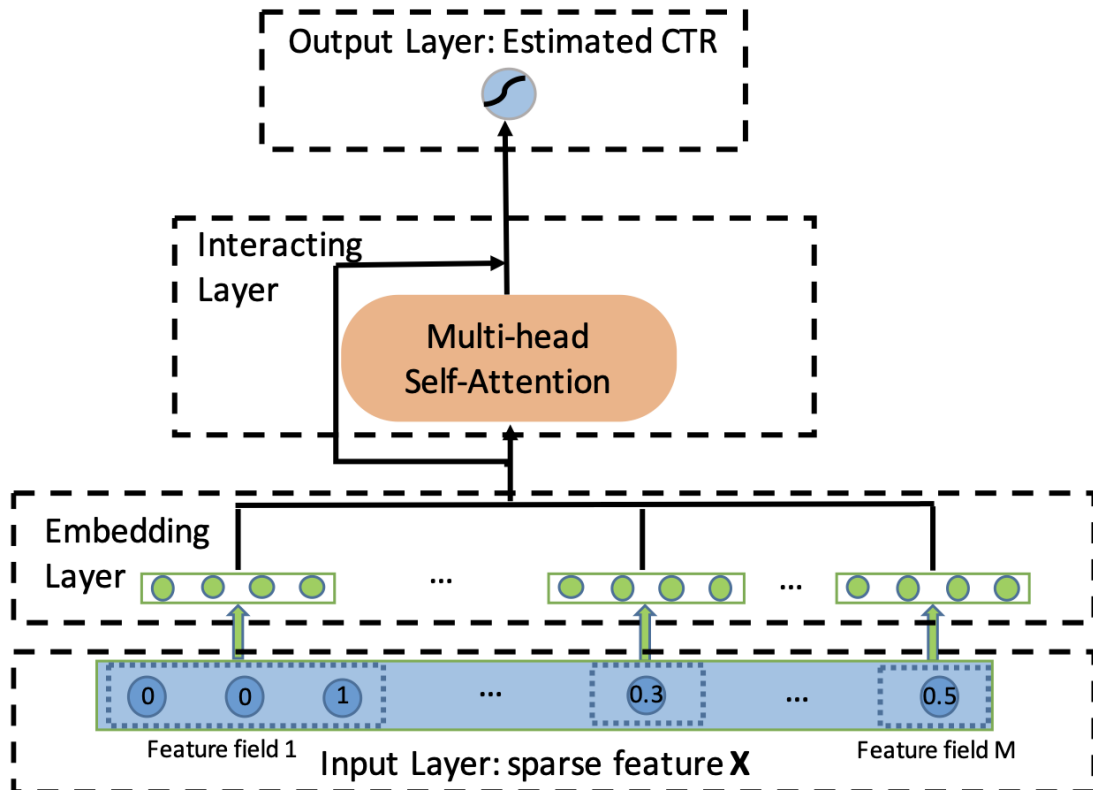 Output Layer: Estimated CTR
Interacting
Layer
Multi-head
Self-Attention
Embedding
Layer
... ...
0 0 1 ... 0.3 ... 0.5
Feature field 1 Feature field M
Input Layer: sparse feature X